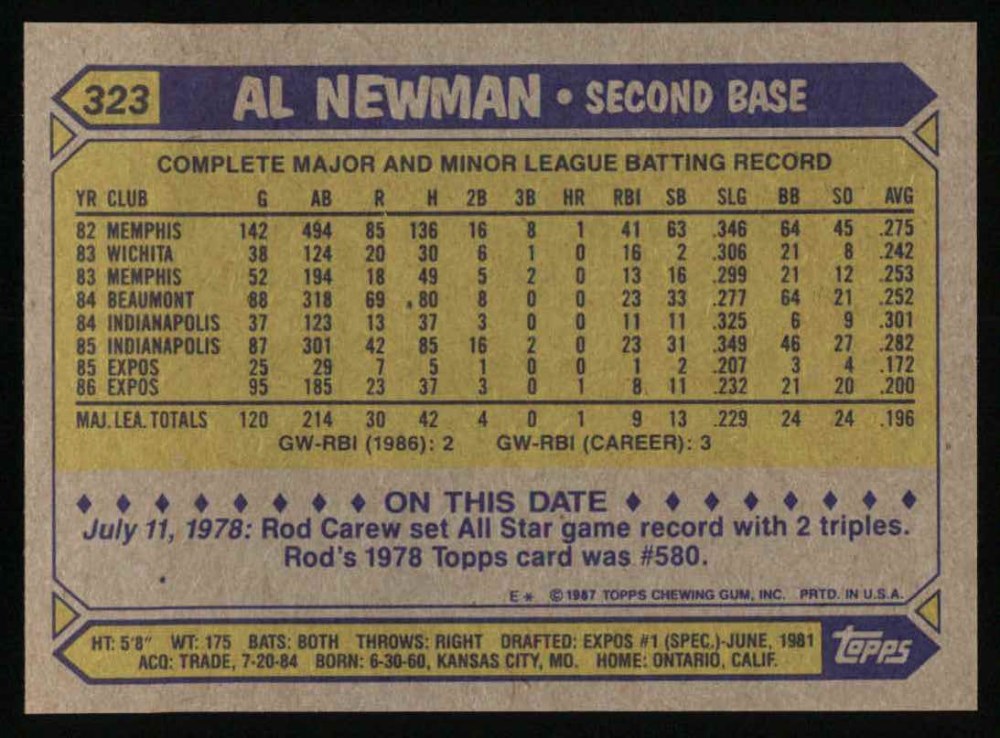 323 AL NEWMAN • SECOND BASE
COMPLETE MAJOR AND MINOR LEAGUE BATTING RECORD
YR CLUB G AB R H 2B 3B HR RBI SB SLG BB SO AVG
82 MEMPHIS 142 494 85 136 16 8 1 41 63 .346 64 45 .275
83 WICHITA 38 124 20 30 6 1 0 16 2 .306 21 8 .242
83 MEMPHIS 52 194 18 49 5 2 0 13 16 .299 21 12 .253
84 BEAUMONT 88 318 69 80 8 0 0 23 33 .277 64 21 .252
84 INDIANAPOLIS 37 123 13 37 3 0 0 11 11 .325 6 9 .301
85 INDIANAPOLIS 87 301 42 85 16 2 0 23 31 .349 46 27 .282
85 EXPOS 25 29 7 5 1 0 0 1 2 .207 3 4 .172
86 EXPOS 95 185 23 37 3 0 1 8 11 .232 21 20 .200
MAJ. LEA. TOTALS 120 214 30 42 4 0 1 9 13 .229 24 24 .196
GW-RBI (1986): 2 GW-RBI (CAREER): 3
♦ ♦ ♦ ♦ ♦ ♦ ♦ ♦ ON THIS DATE ♦ ♦ ♦ ♦ ♦ ♦ ♦ ♦
July 11, 1978: Rod Carew set All Star game record with 2 triples.
Rod's 1978 Topps card was #580.
E* © 1987 TOPPS CHEWING GUM, INC. PRTD. IN U.S.A.
HT: 5'8" WT: 175 BATS: BOTH THROWS: RIGHT DRAFTED: EXPOS #1 (SPEC.)-JUNE, 1981
ACQ: TRADE, 7-20-84 BORN: 6-30-60, KANSAS CITY, MO. HOME: ONTARIO, CALIF.
topps